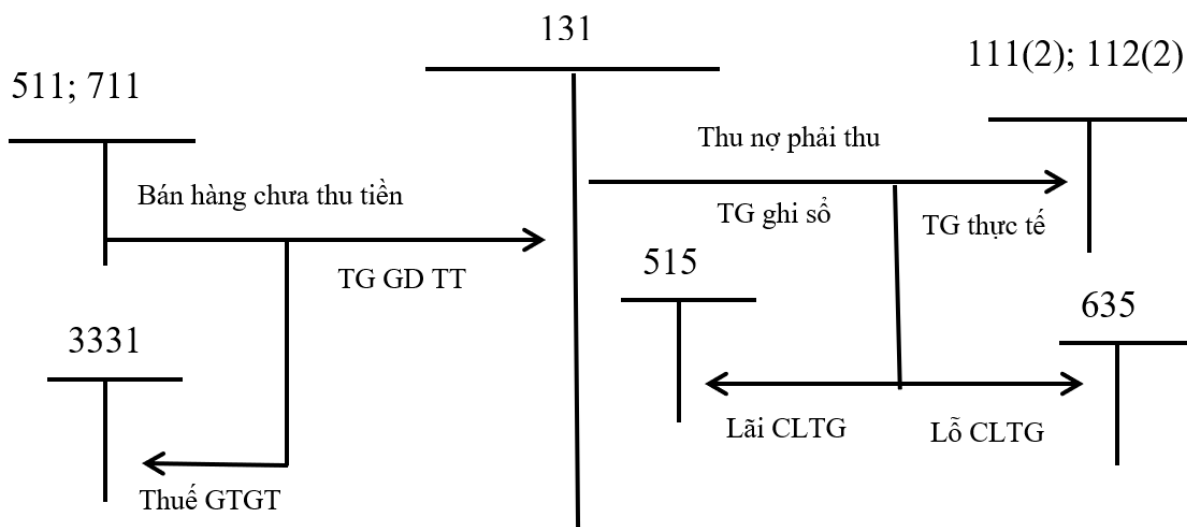 131
111(2); 112(2)
511; 711
Thu nợ phải thu
Bán hàng chưa thu tiền
TG ghi sổ
TG thực tế
TG GD TT
515
635
3331
Lãi CLTG
Lỗ CLTG
Thuế GTGT